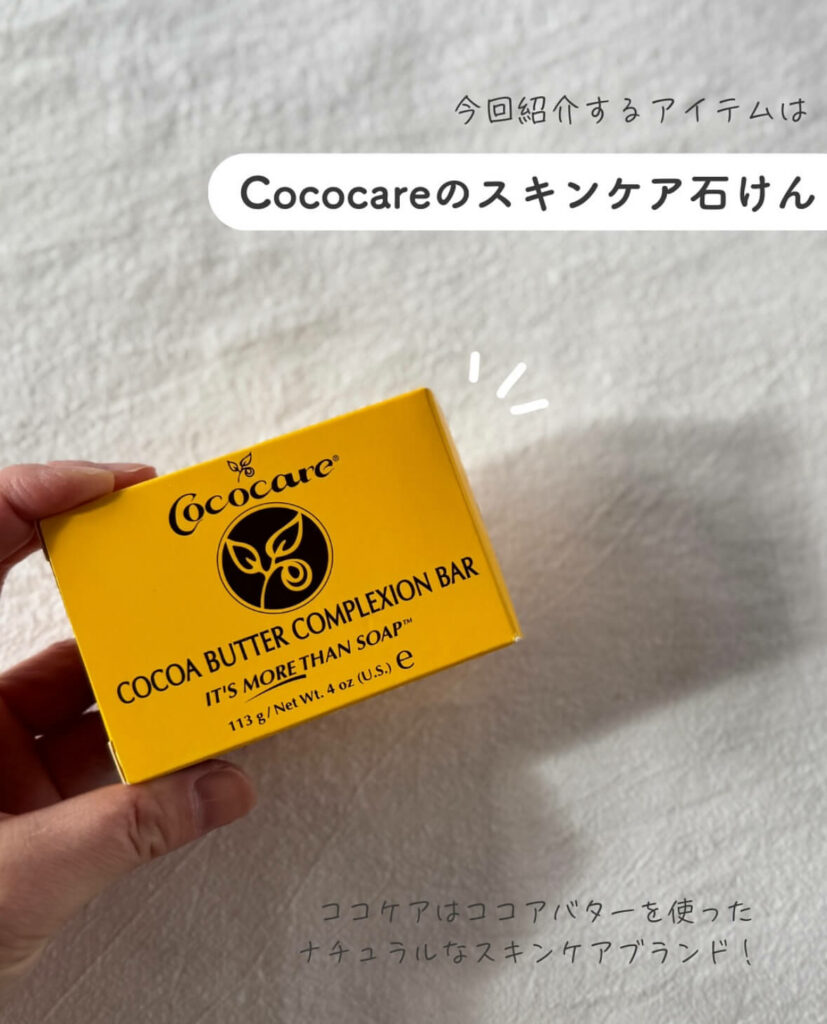 今回紹介するアイテムは
Cococareのスキンケア石けん
Cococare®
COCOA BUTTER COMPLEXION BAR
IT'S MORE THAN SOAP™
113 g / Net Wt. 4 oz (U.S.) e
ココケアはココアバターを使った
ナチュラルなスキンケアブランド！